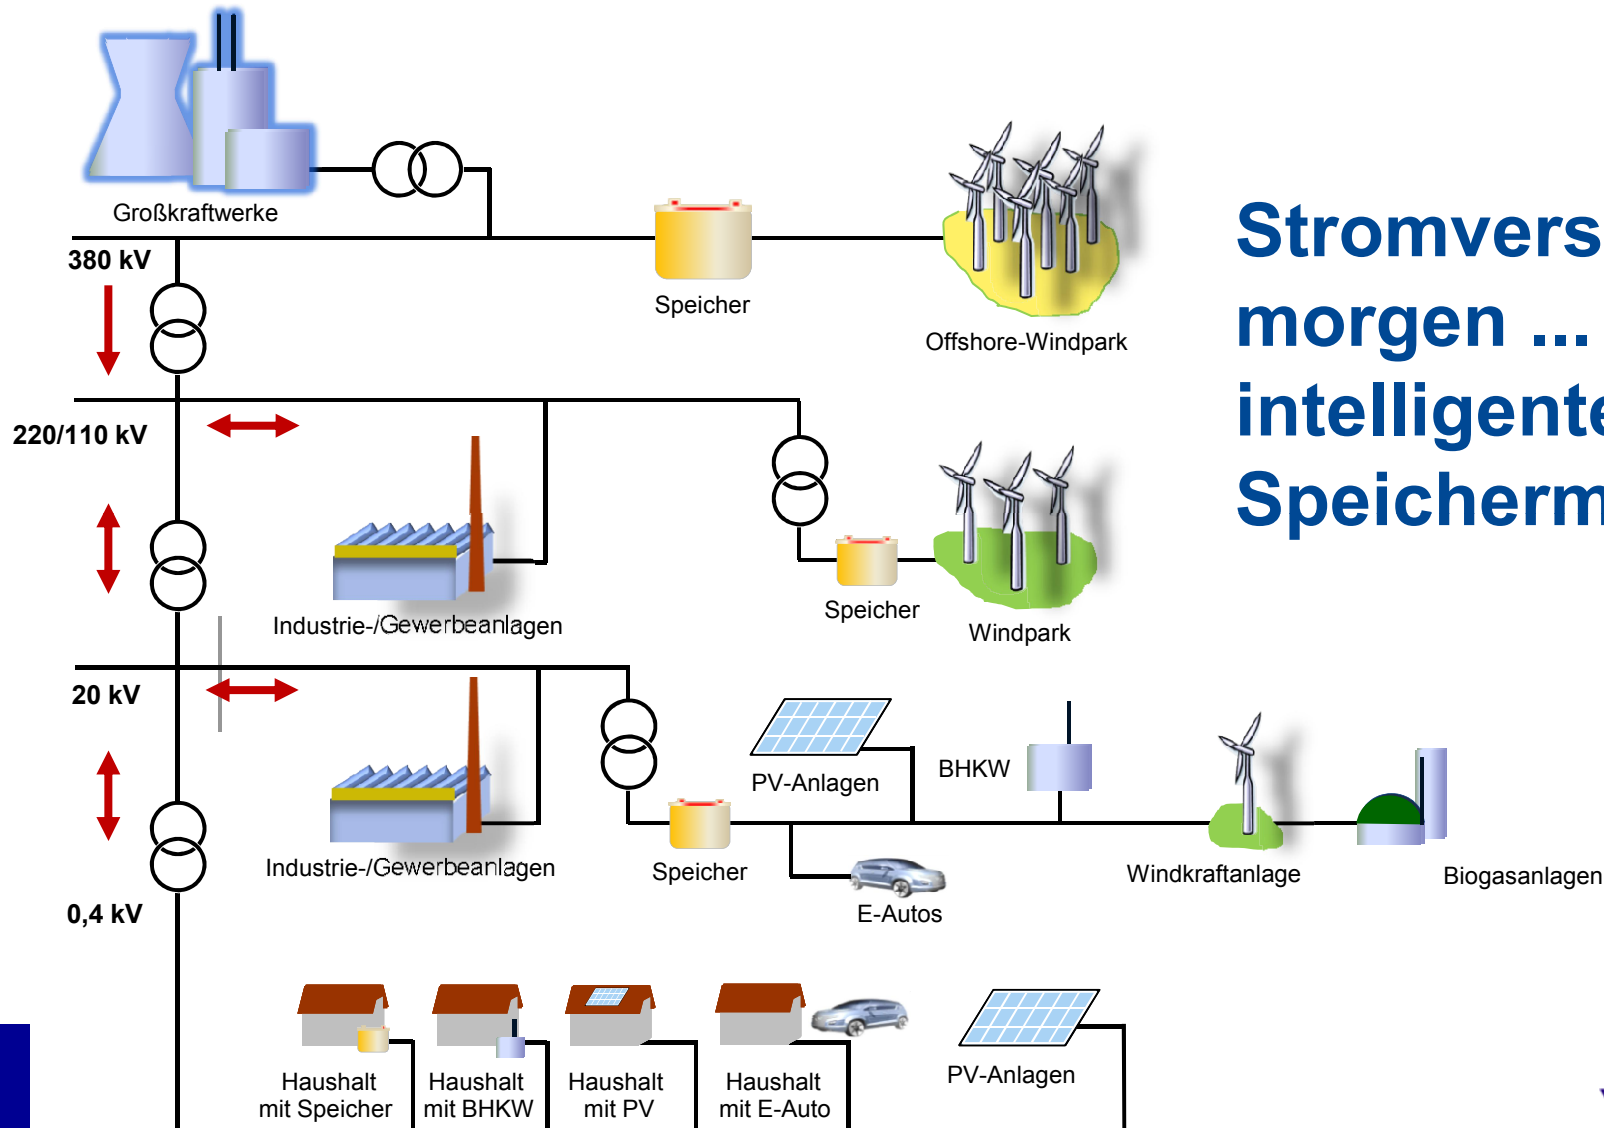 Großkraftwerke
380 kV
Speicher
Offshore-Windpark
Stromvers
morgen ...
intelligente
Speicherm
220/110 kV
Industrie-/Gewerbeanlagen
Speicher
Windpark
20 kV
PV-Anlagen
BHKW
Industrie-/Gewerbeanlagen
Speicher
E-Autos
Windkraftanlage
Biogasanlagen
0,4 kV
Haushalt
mit Speicher
Haushalt
mit BHKW
Haushalt
mit PV
Haushalt
mit E-Auto
PV-Anlagen